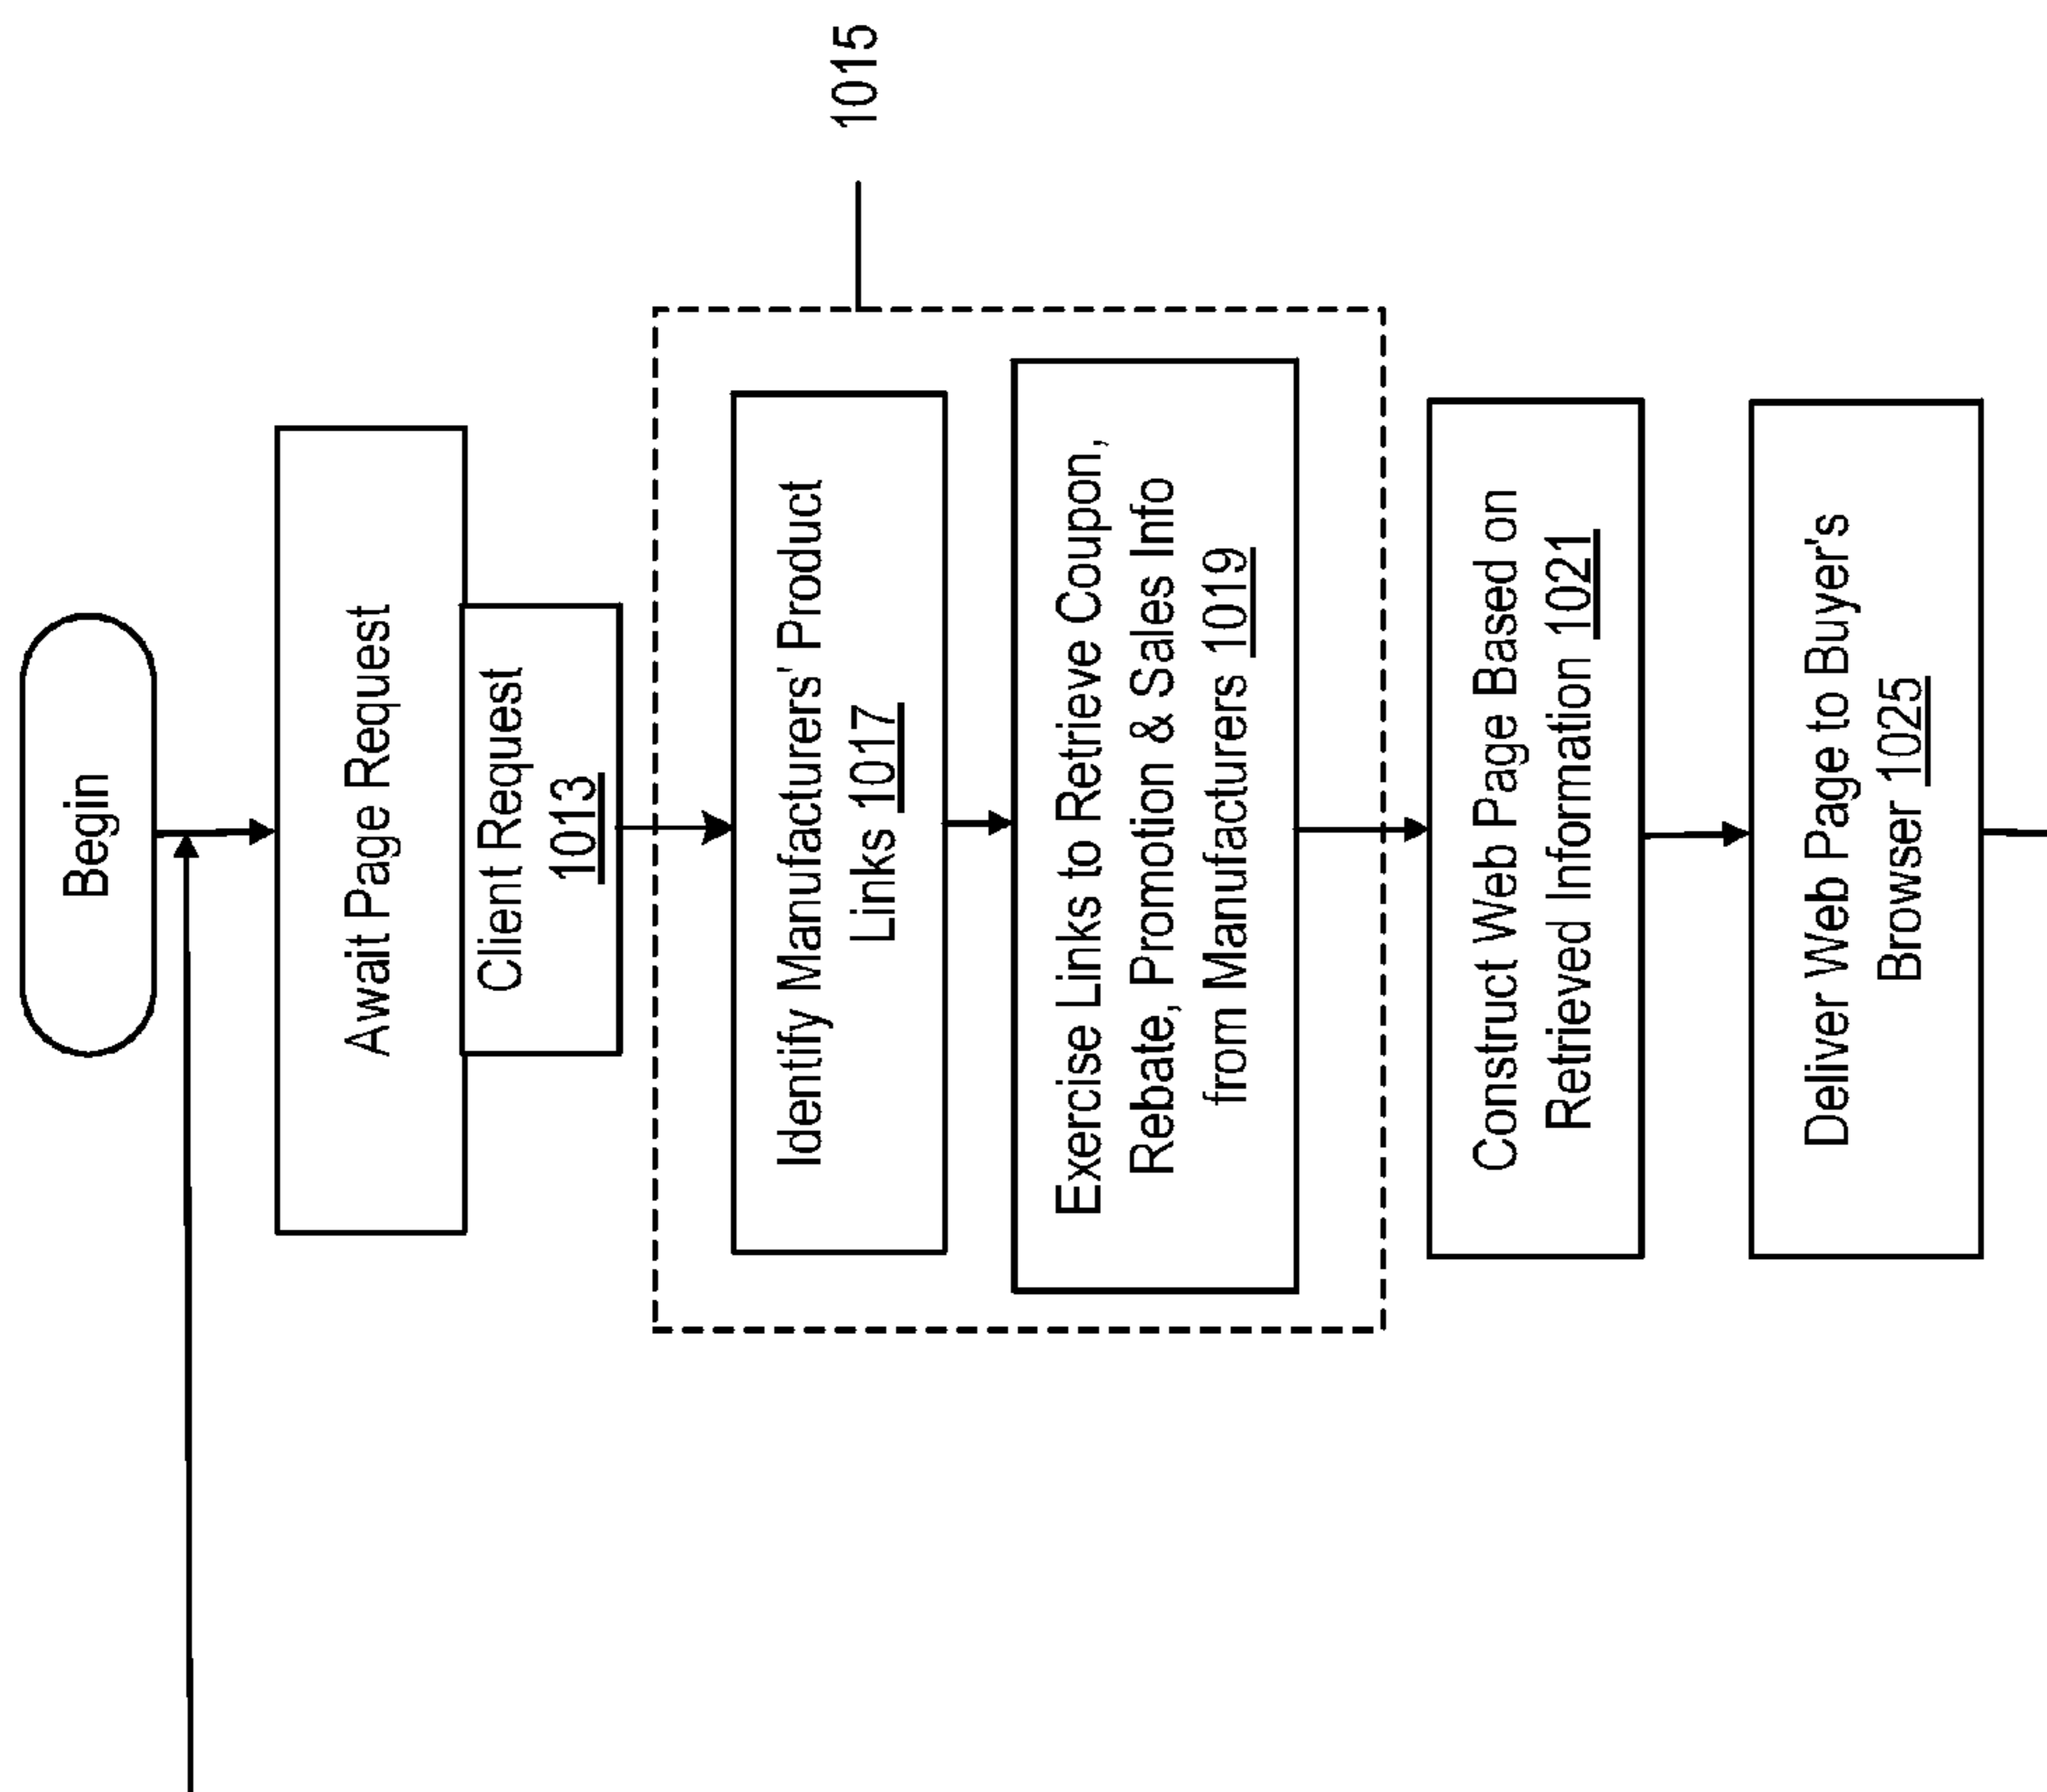 Begin
Await Page Request
Client Request
1013
1015
Identify Manufacturers' Product
Links 1017
Exercise Links to Retrieve Coupon,
Rebate, Promotion & Sales Info
from Manufacturers 1019
Construct Web Page Based on
Retrieved Information 1021
Deliver Web Page to Buyer's
Browser 1025